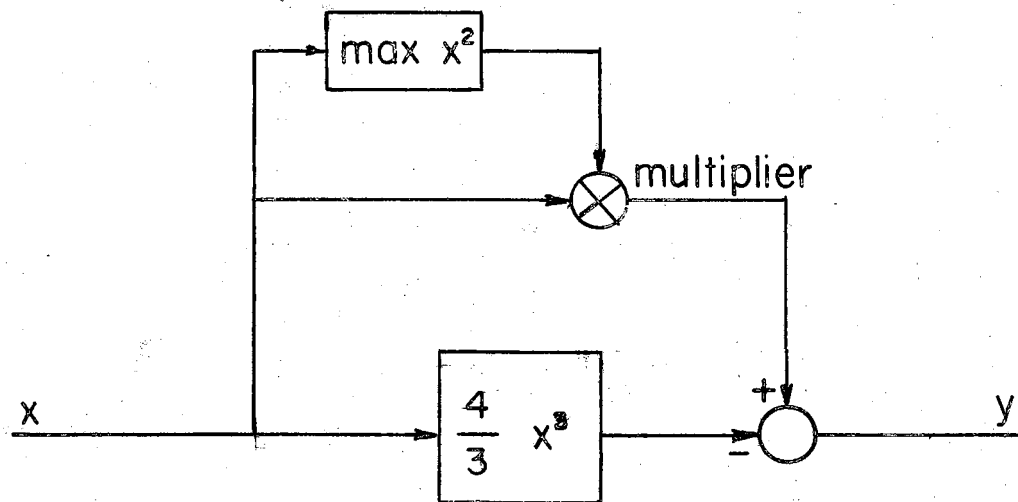 max x²
multiplier
x
4/3 x³
+
-
y